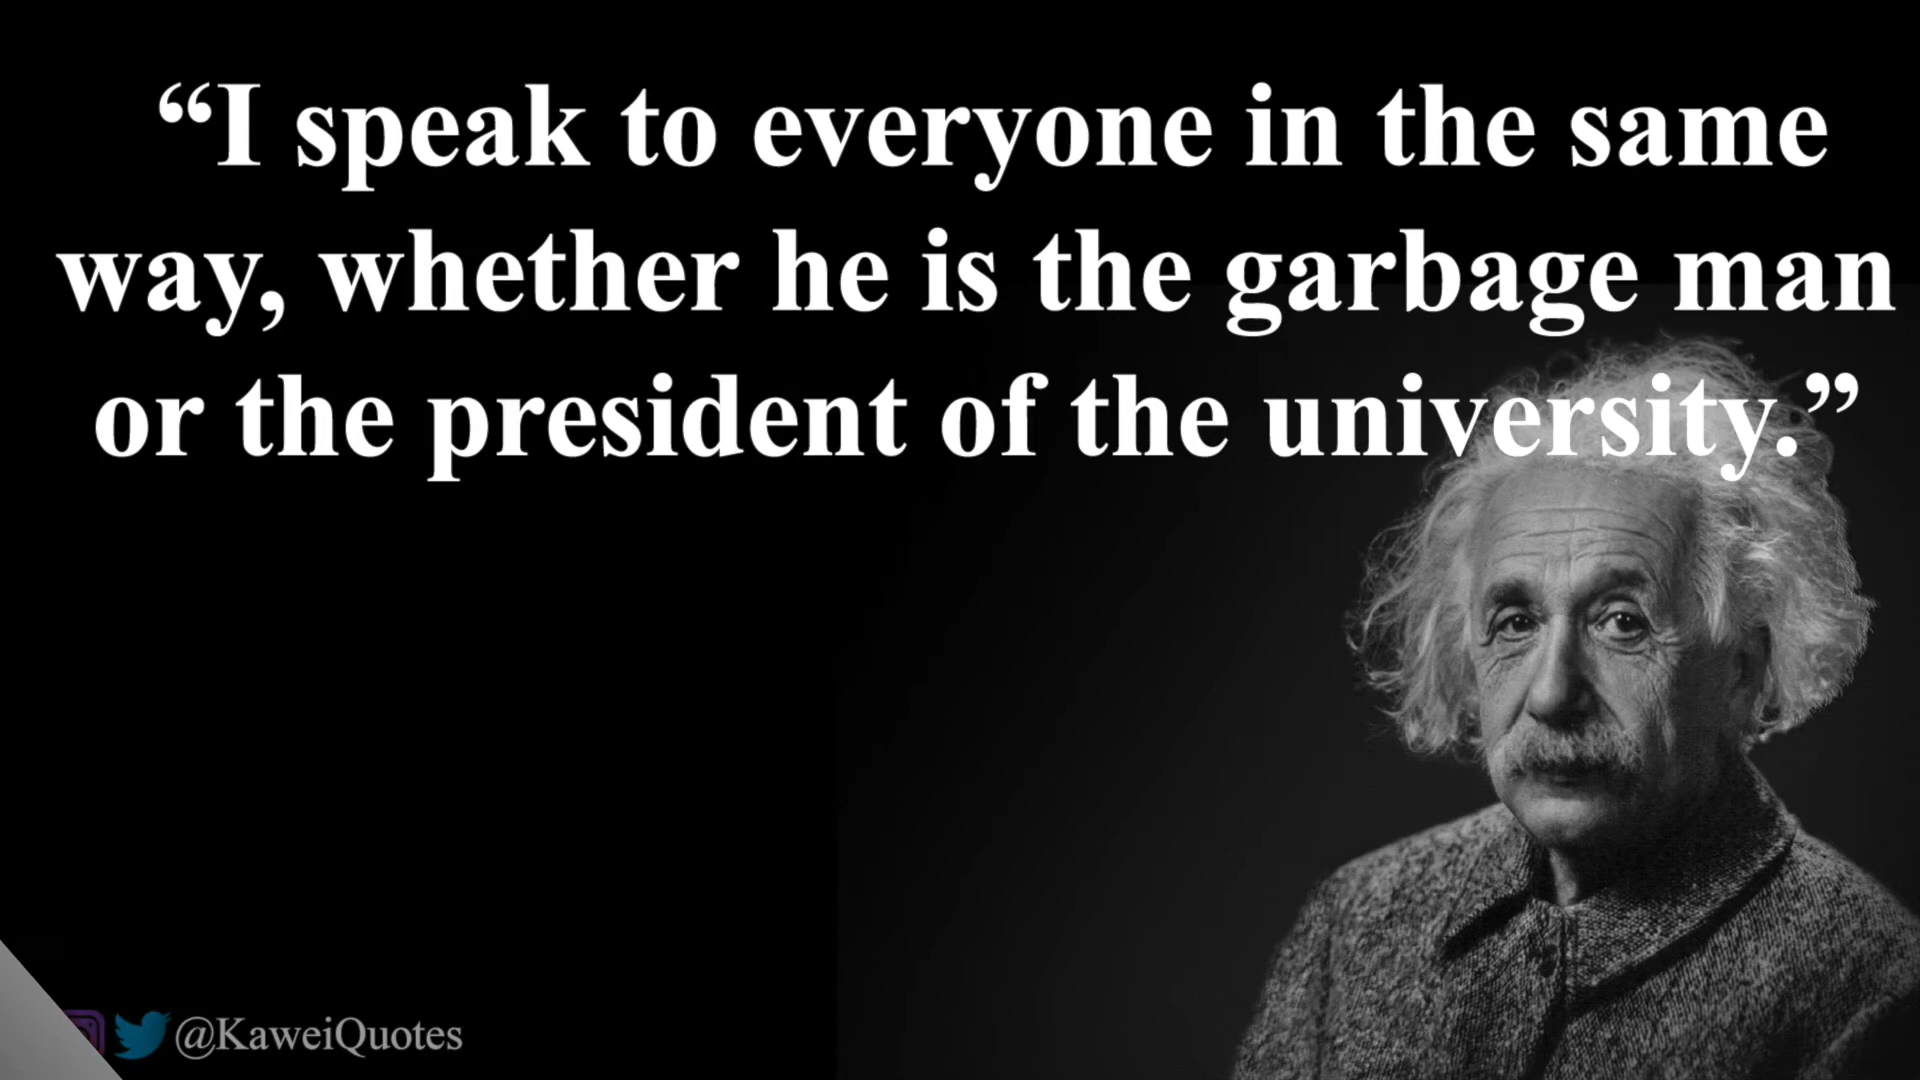 “I speak to everyone in the same
way, whether he is the garbage man
or the president of the university.”
@KaweiQuotes